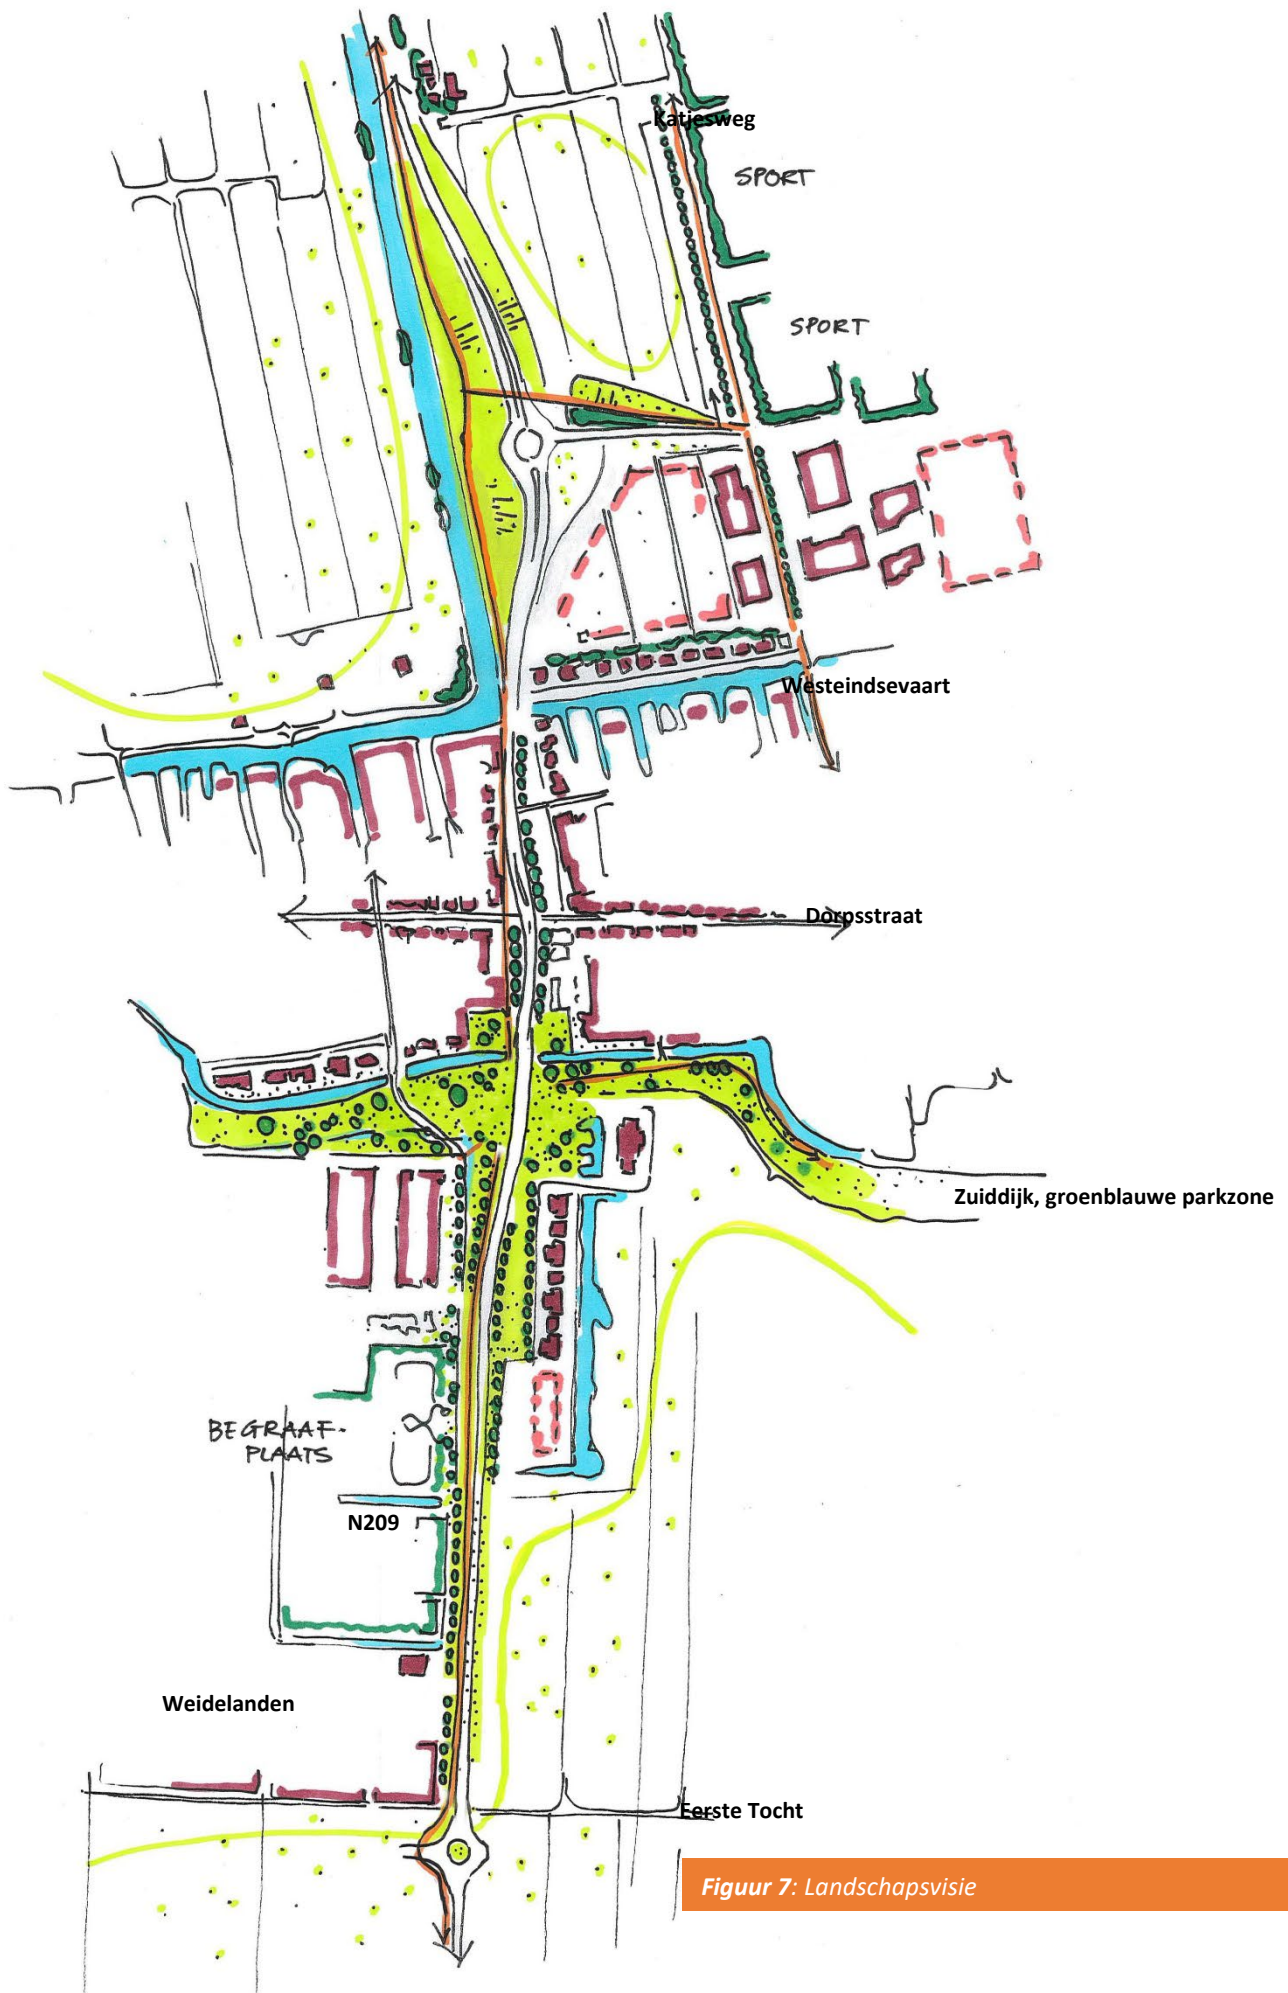 Katjesweg
SPORT
SPORT
Westeindsevaart
Dorpsstraat
Zuiddijk, groenblauwe parkzone
BEGRAAF-
PLAATS
N209
Weidelanden
Eerste Tocht
Figuur 7: Landschapsvisie